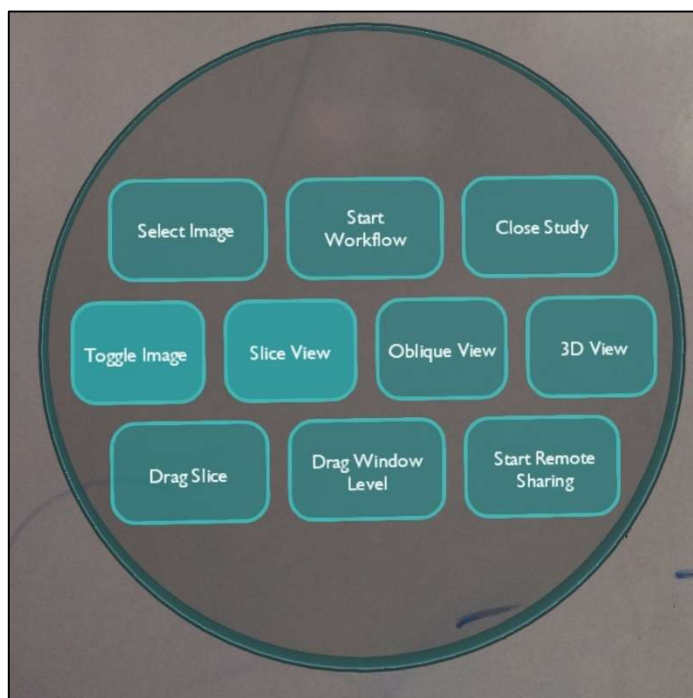 Select Image
Start
Workflow
Close Study
Toggle Image
Slice View
Oblique View
3D View
Drag Slice
Drag Window
Level
Start Remote
Sharing